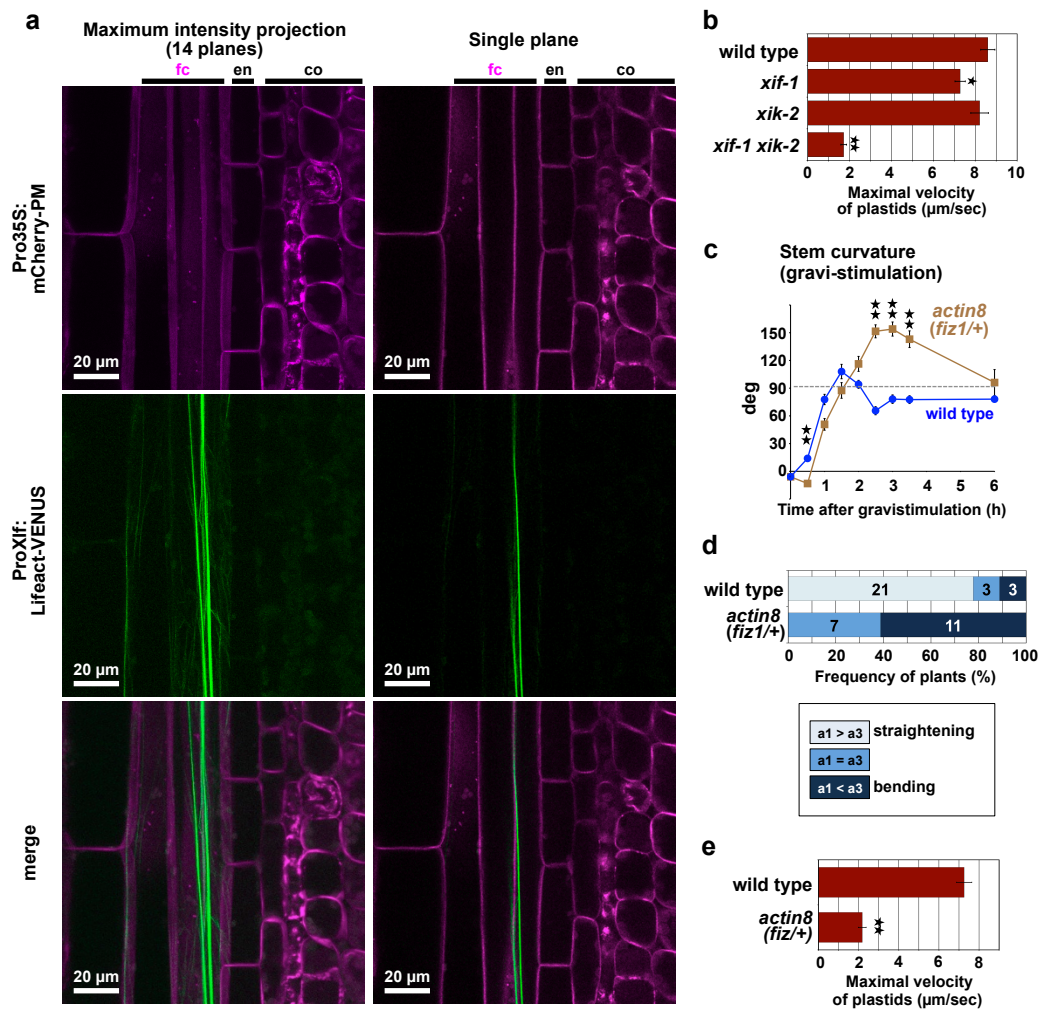 a
Maximum intensity projection
(14 planes)
Single plane
fc en co
fc en co
Pro35S:
mCherry-PM
20 µm
20 µm
ProXIf:
Lifeact-VENUS
20 µm
20 µm
merge
20 µm
20 µm
b
wild type
xif-1
xik-2
xif-1 xik-2
★
★★
0 2 4 6 8 10
Maximal velocity
of plastids (µm/sec)
c
Stem curvature
(gravi-stimulation)
actin8
(fiz1/+)
wild type
★★
★★ ★★ ★★
deg
150
120
90
60
30
0
1 2 3 4 5 6
Time after gravistimulation (h)
d
wild type
21 3 3
actin8
(fiz1/+)
7 11
0 20 40 60 80 100
Frequency of plants (%)
a1 > a3 straightening
a1 = a3
a1 < a3 bending
e
wild type
actin8
(fiz/+)
★★
0 2 4 6 8
Maximal velocity
of plastids (µm/sec)